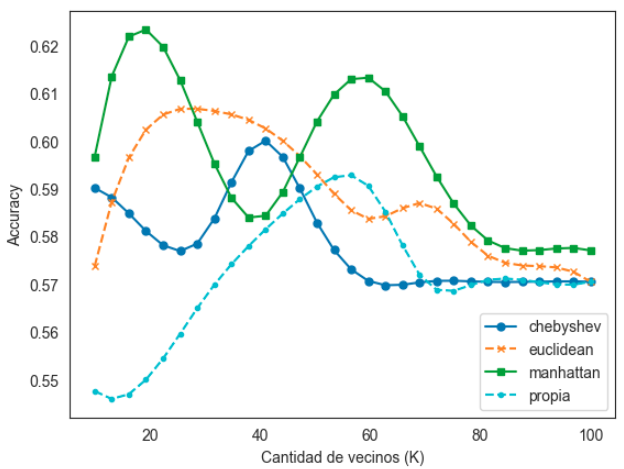 Accuracy
0.62
0.61
0.60
0.59
0.58
0.57
0.56
0.55
20
40
60
80
100
Cantidad de vecinos (K)
chebyshev
euclidean
manhattan
propia